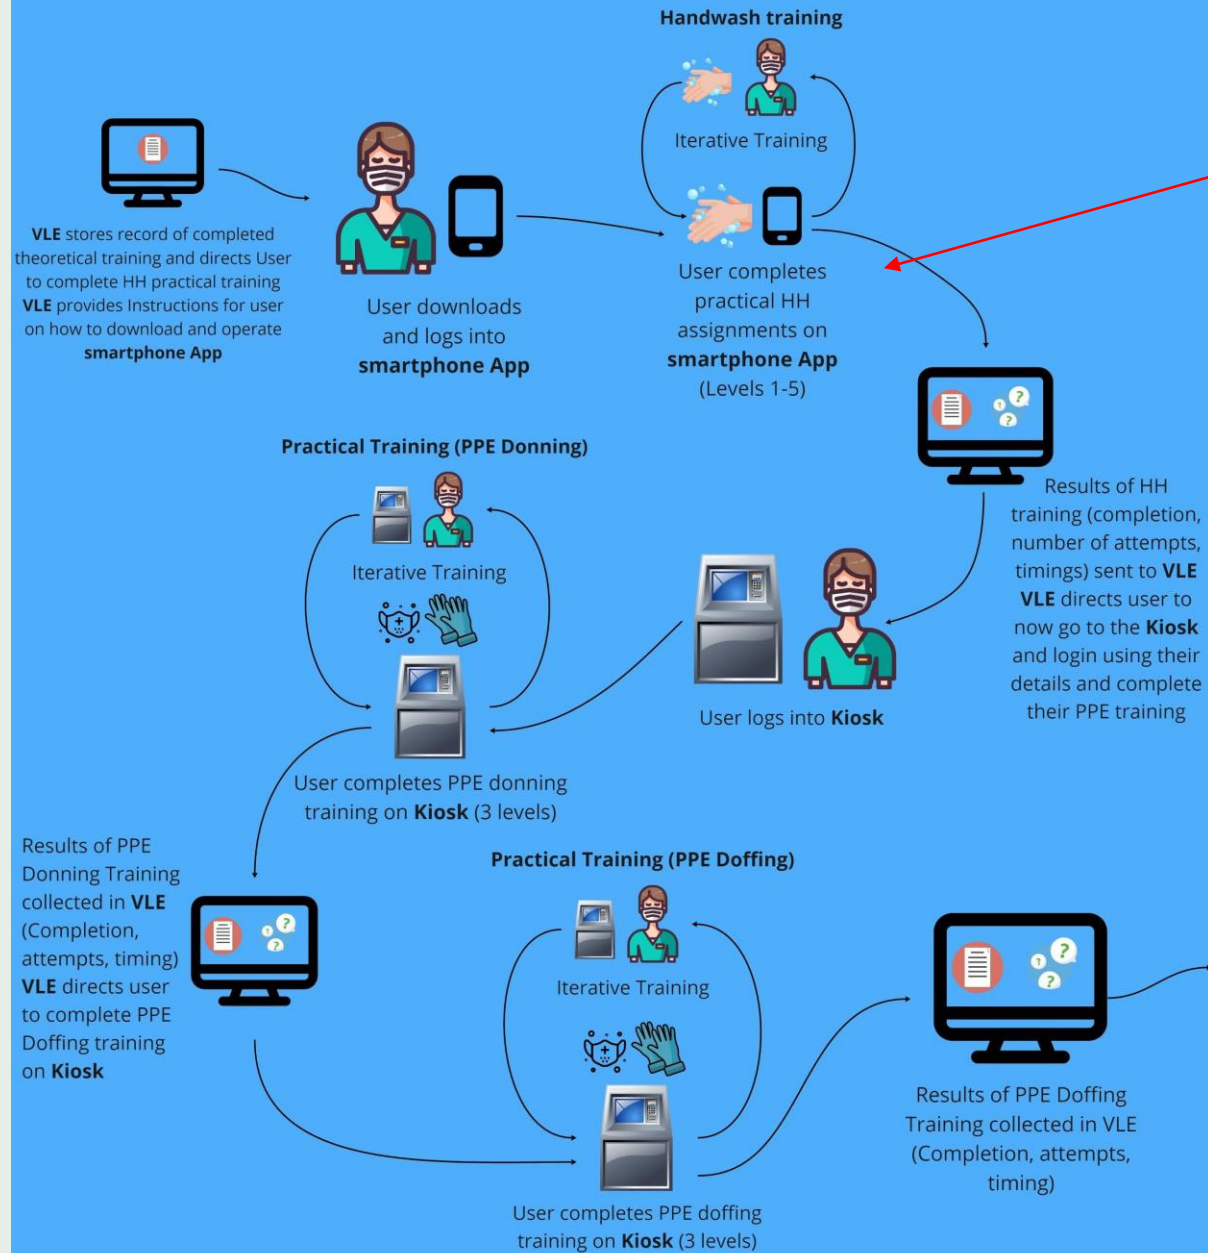 Handwash training
Iterative Training
VLE stores record of completed
theoretical training and directs User
to complete HH practical training
VLE provides Instructions for user
on how to download and operate
smartphone App
User downloads
and logs into
smartphone App
User completes
practical HH
assignments on
smartphone App
(Levels 1-5)
Results of HH
training (completion,
number of attempts,
timings) sent to VLE
VLE directs user to
now go to the Kiosk
and login using their
details and complete
their PPE training
User logs into Kiosk
Practical Training (PPE Donning)
Iterative Training
User completes PPE donning
training on Kiosk (3 levels)
Results of PPE
Donning Training
collected in VLE
(Completion,
attempts, timing)
VLE directs user
to complete PPE
Doffing training
on Kiosk
Practical Training (PPE Doffing)
Iterative Training
User completes PPE doffing
training on Kiosk (3 levels)
Results of PPE Doffing
Training collected in VLE
(Completion, attempts,
timing)